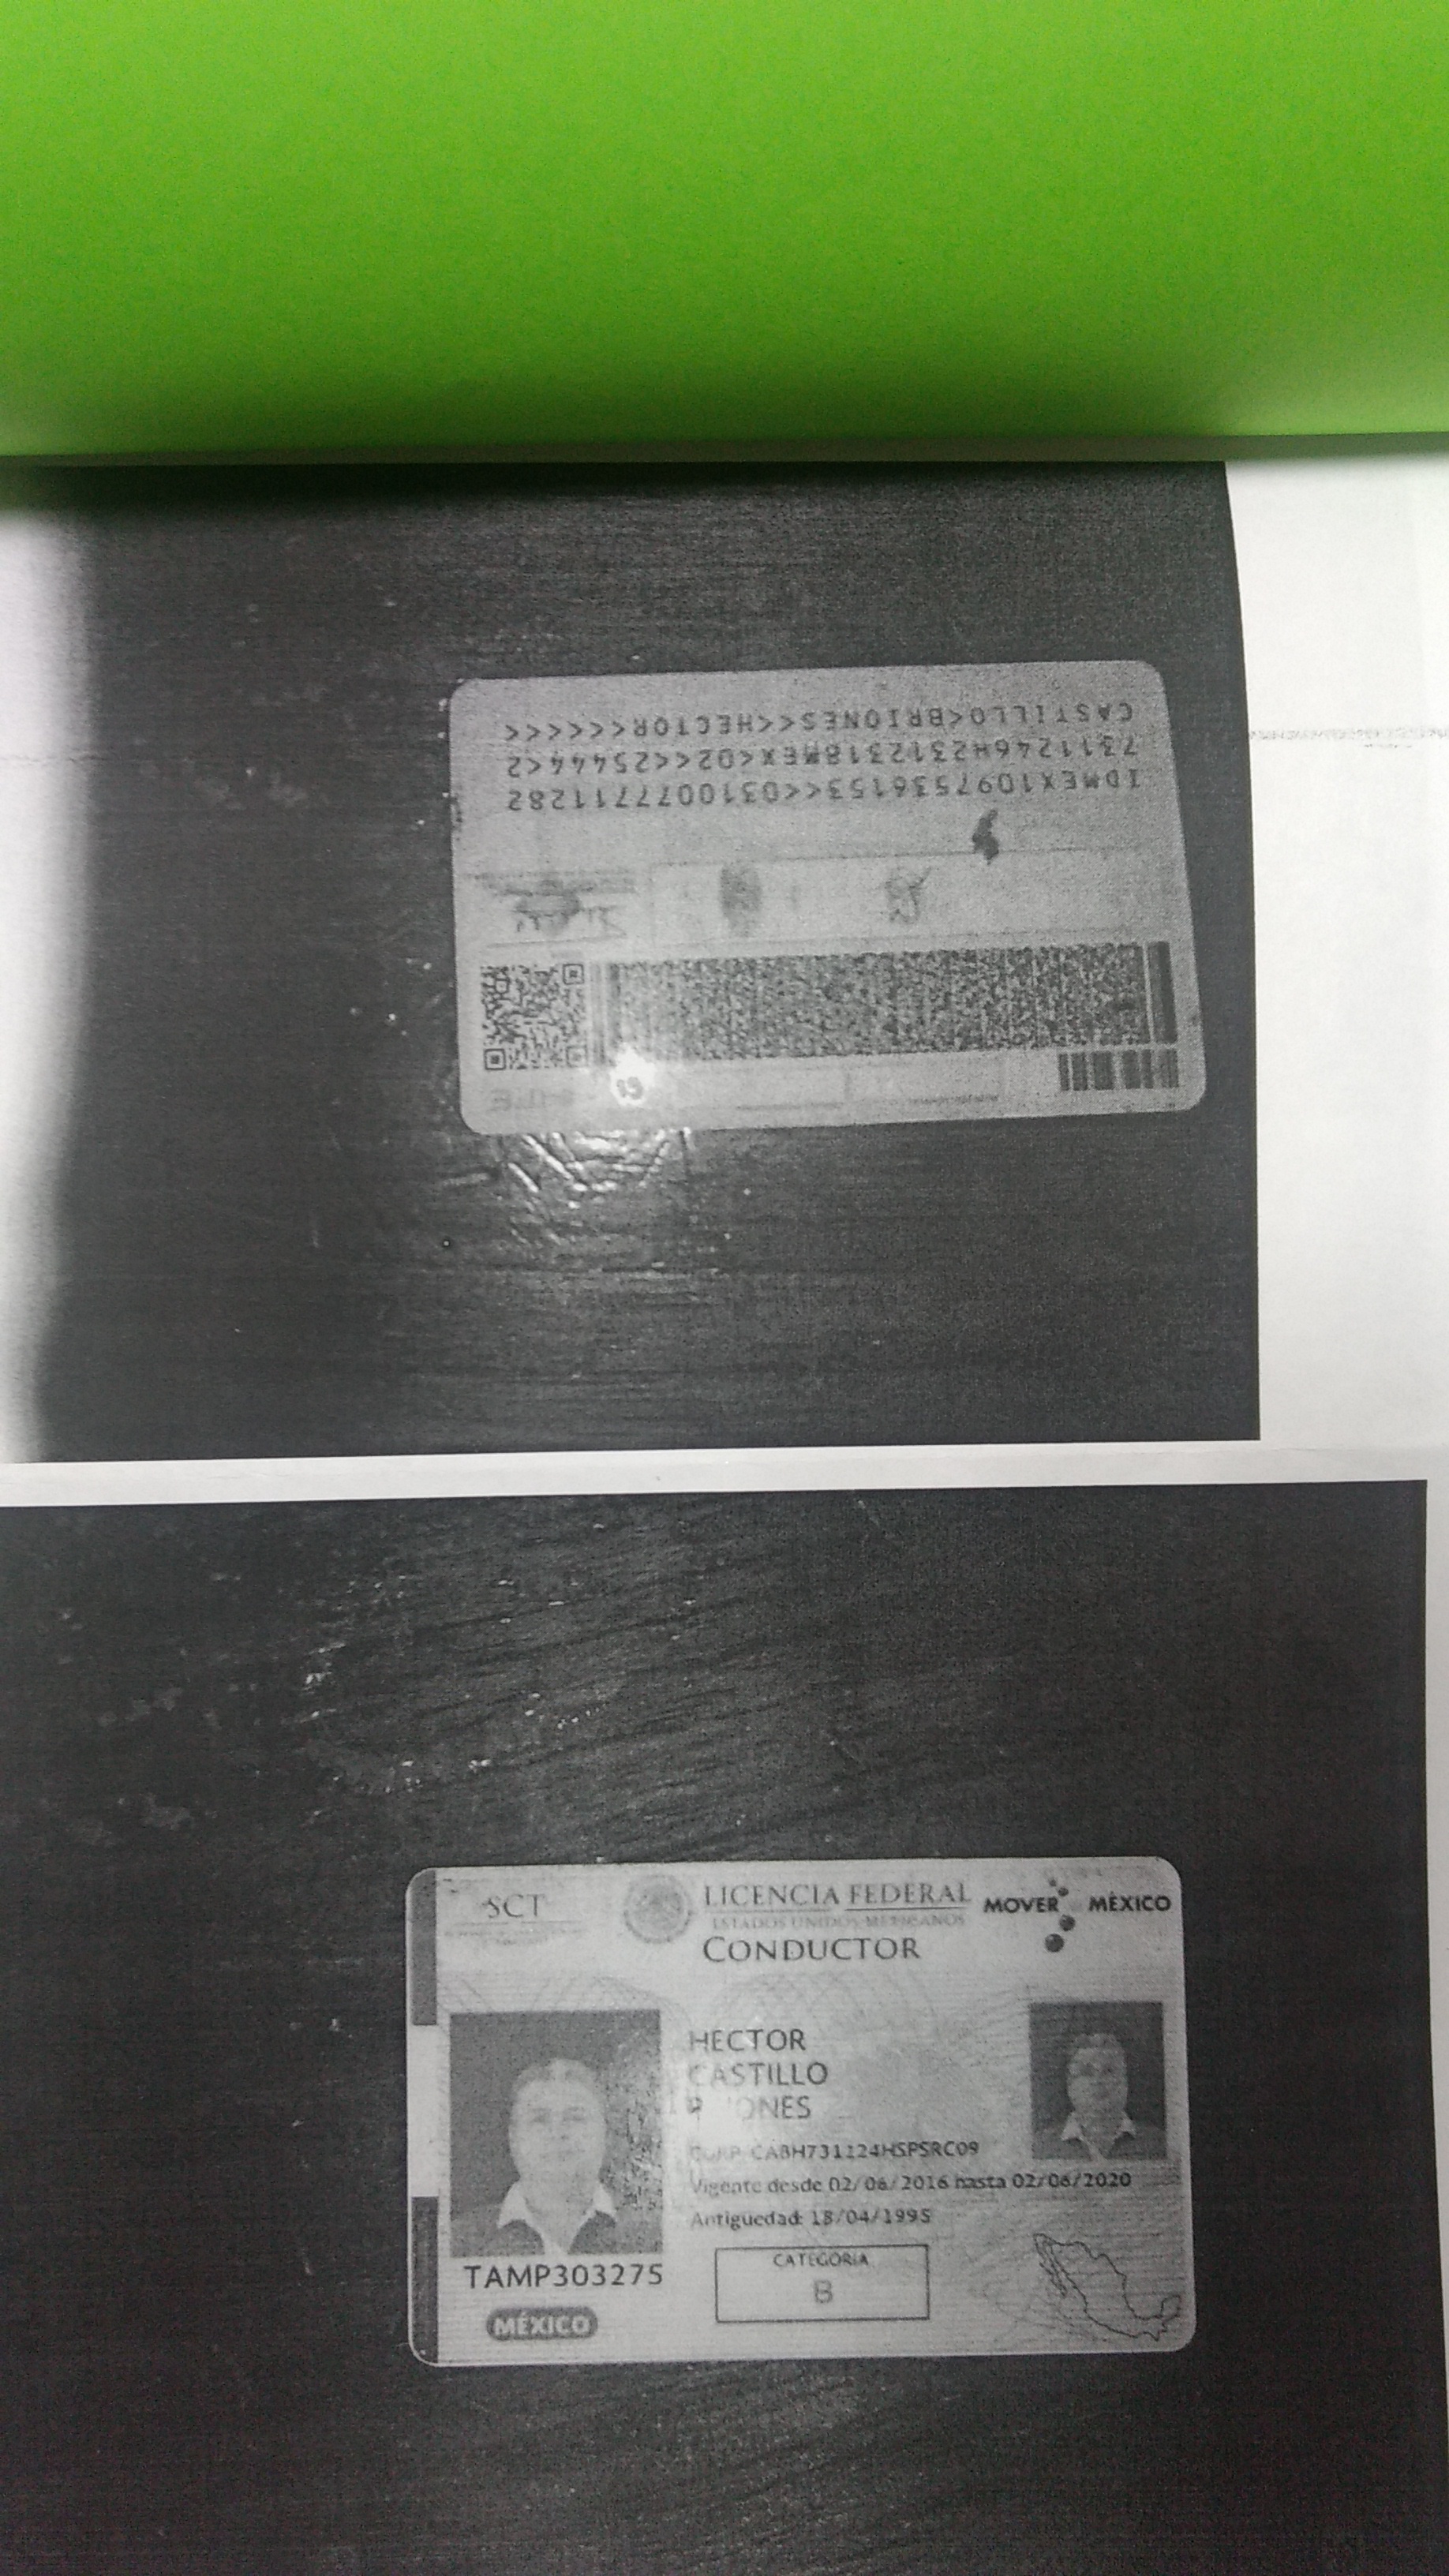 IDMEX1097536153<<0310077711282
7311246H2312318MEX<02<<25444<2
CASTILLO<BRIONES<<HECTOR<<<<<<
SCT
LICENCIA FEDERAL
ESTADOS UNIDOS MEXICANOS
CONDUCTOR
MOVER MÉXICO
HECTOR
CASTILLO
CURP CABH731124HSPSRC09
Vigente desde 02/06/2016 hasta 02/06/2020
Antiguedad: 18/04/1995
CATEGORIA
B
TAMP303275
MÉXICO